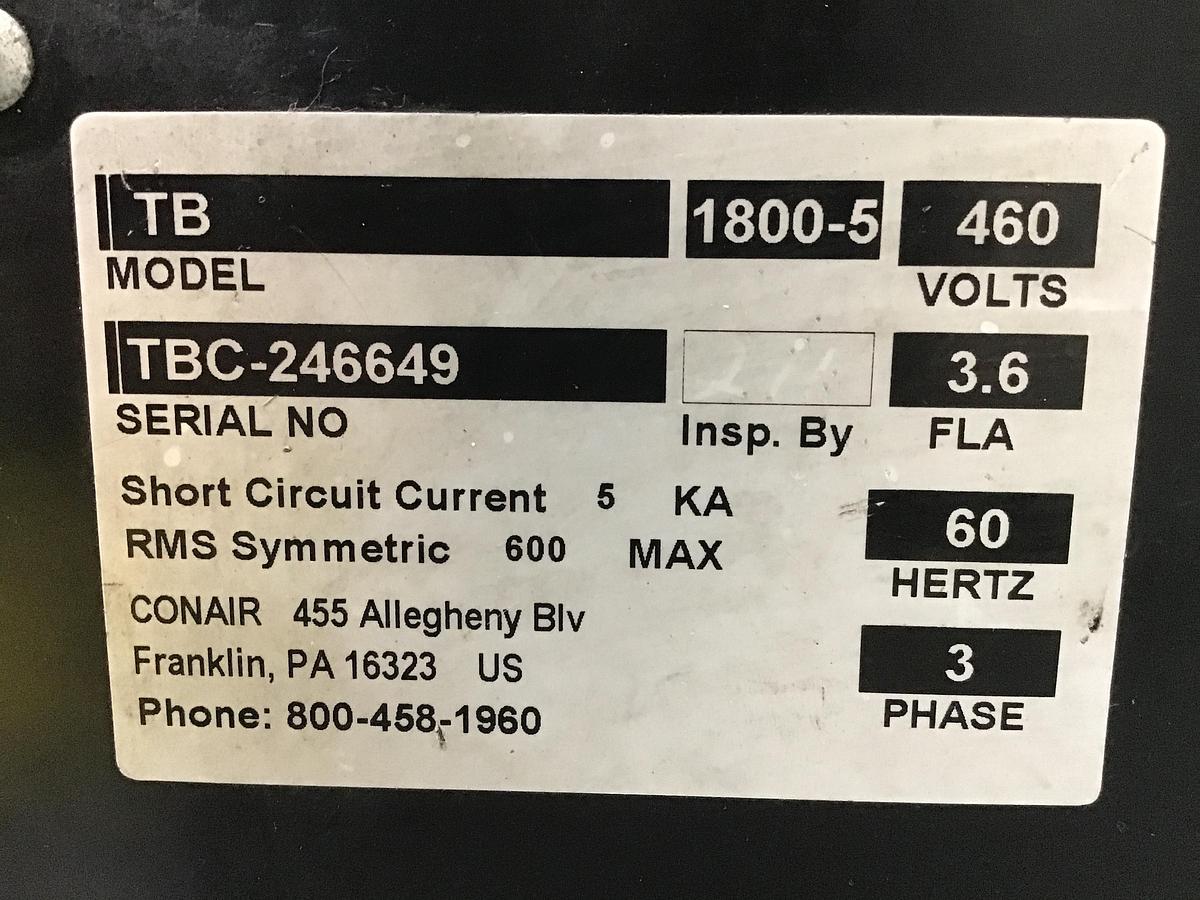 TB 1800-5 460
MODEL VOLTS
TBC-246649 3.6
SERIAL NO Insp. By FLA
Short Circuit Current 5 KA
RMS Symmetric 600 MAX
60
HERTZ
CONAIR 455 Allegheny Blv
Franklin, PA 16323 US
Phone: 800-458-1960
3
PHASE